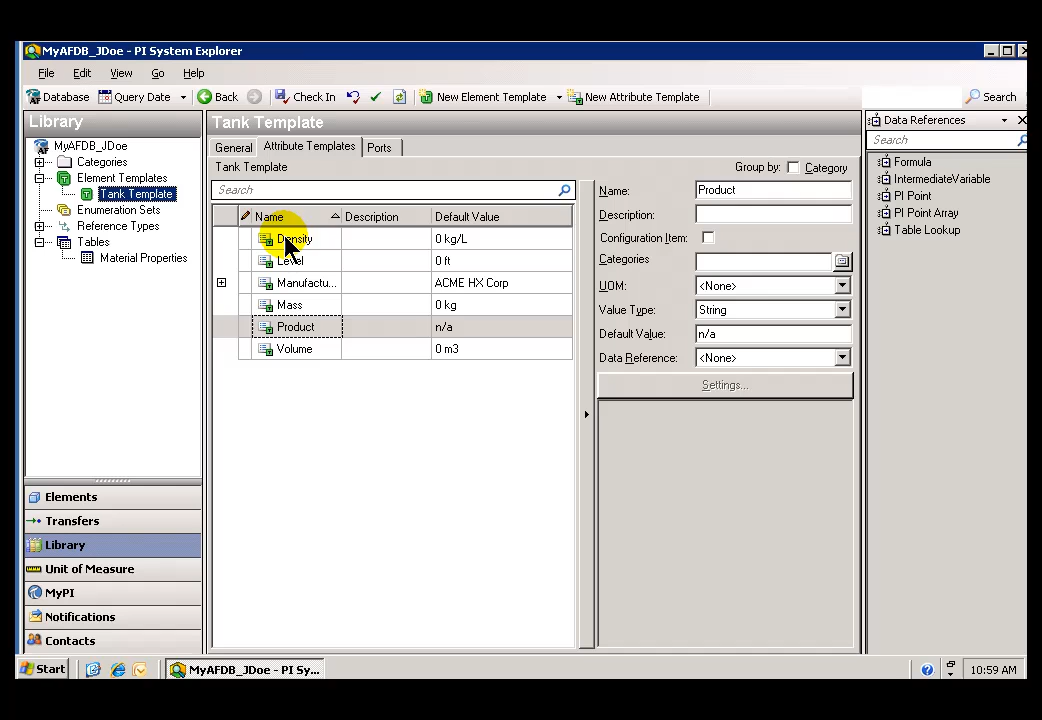 MyAFDB_JDoe - PI System Explorer
File Edit View Go Help
Database Query Date Back Check In New Element Template New Attribute Template Search
Library
MyAFDB_JDoe
Categories
Element Templates
Tank Template
Enumeration Sets
Reference Types
Tables
Material Properties
Elements
Transfers
Library
Unit of Measure
MyPI
Notifications
Contacts
Tank Template
General Attribute Templates Ports
Tank Template
Group by: Category
Search
Name Description Default Value
Density 0 kg/L
Level 0 ft
Manufactu... ACME HX Corp
Mass 0 kg
Product n/a
Volume 0 m3
Name: Product
Description:
Configuration Item:
Categories
UOM: <None>
Value Type: String
Default Value: n/a
Data Reference: <None>
Settings...
Data References
Search
Formula
IntermediateVariable
PI Point
PI Point Array
Table Lookup
Start MyAFDB_JDoe - PI Sy... 10:59 AM